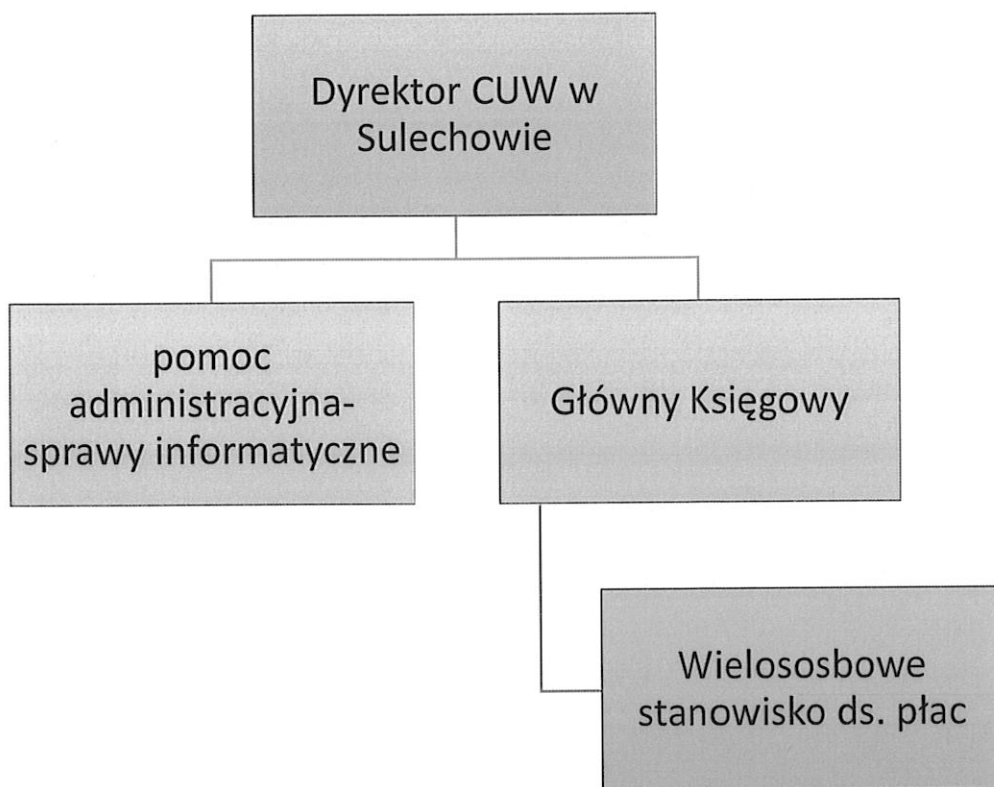 Dyrektor CUW w
Sulechowie
pomoc
administracyjna-
sprawy informatyczne
Główny Księgowy
Wielososbowe
stanowisko ds. płac